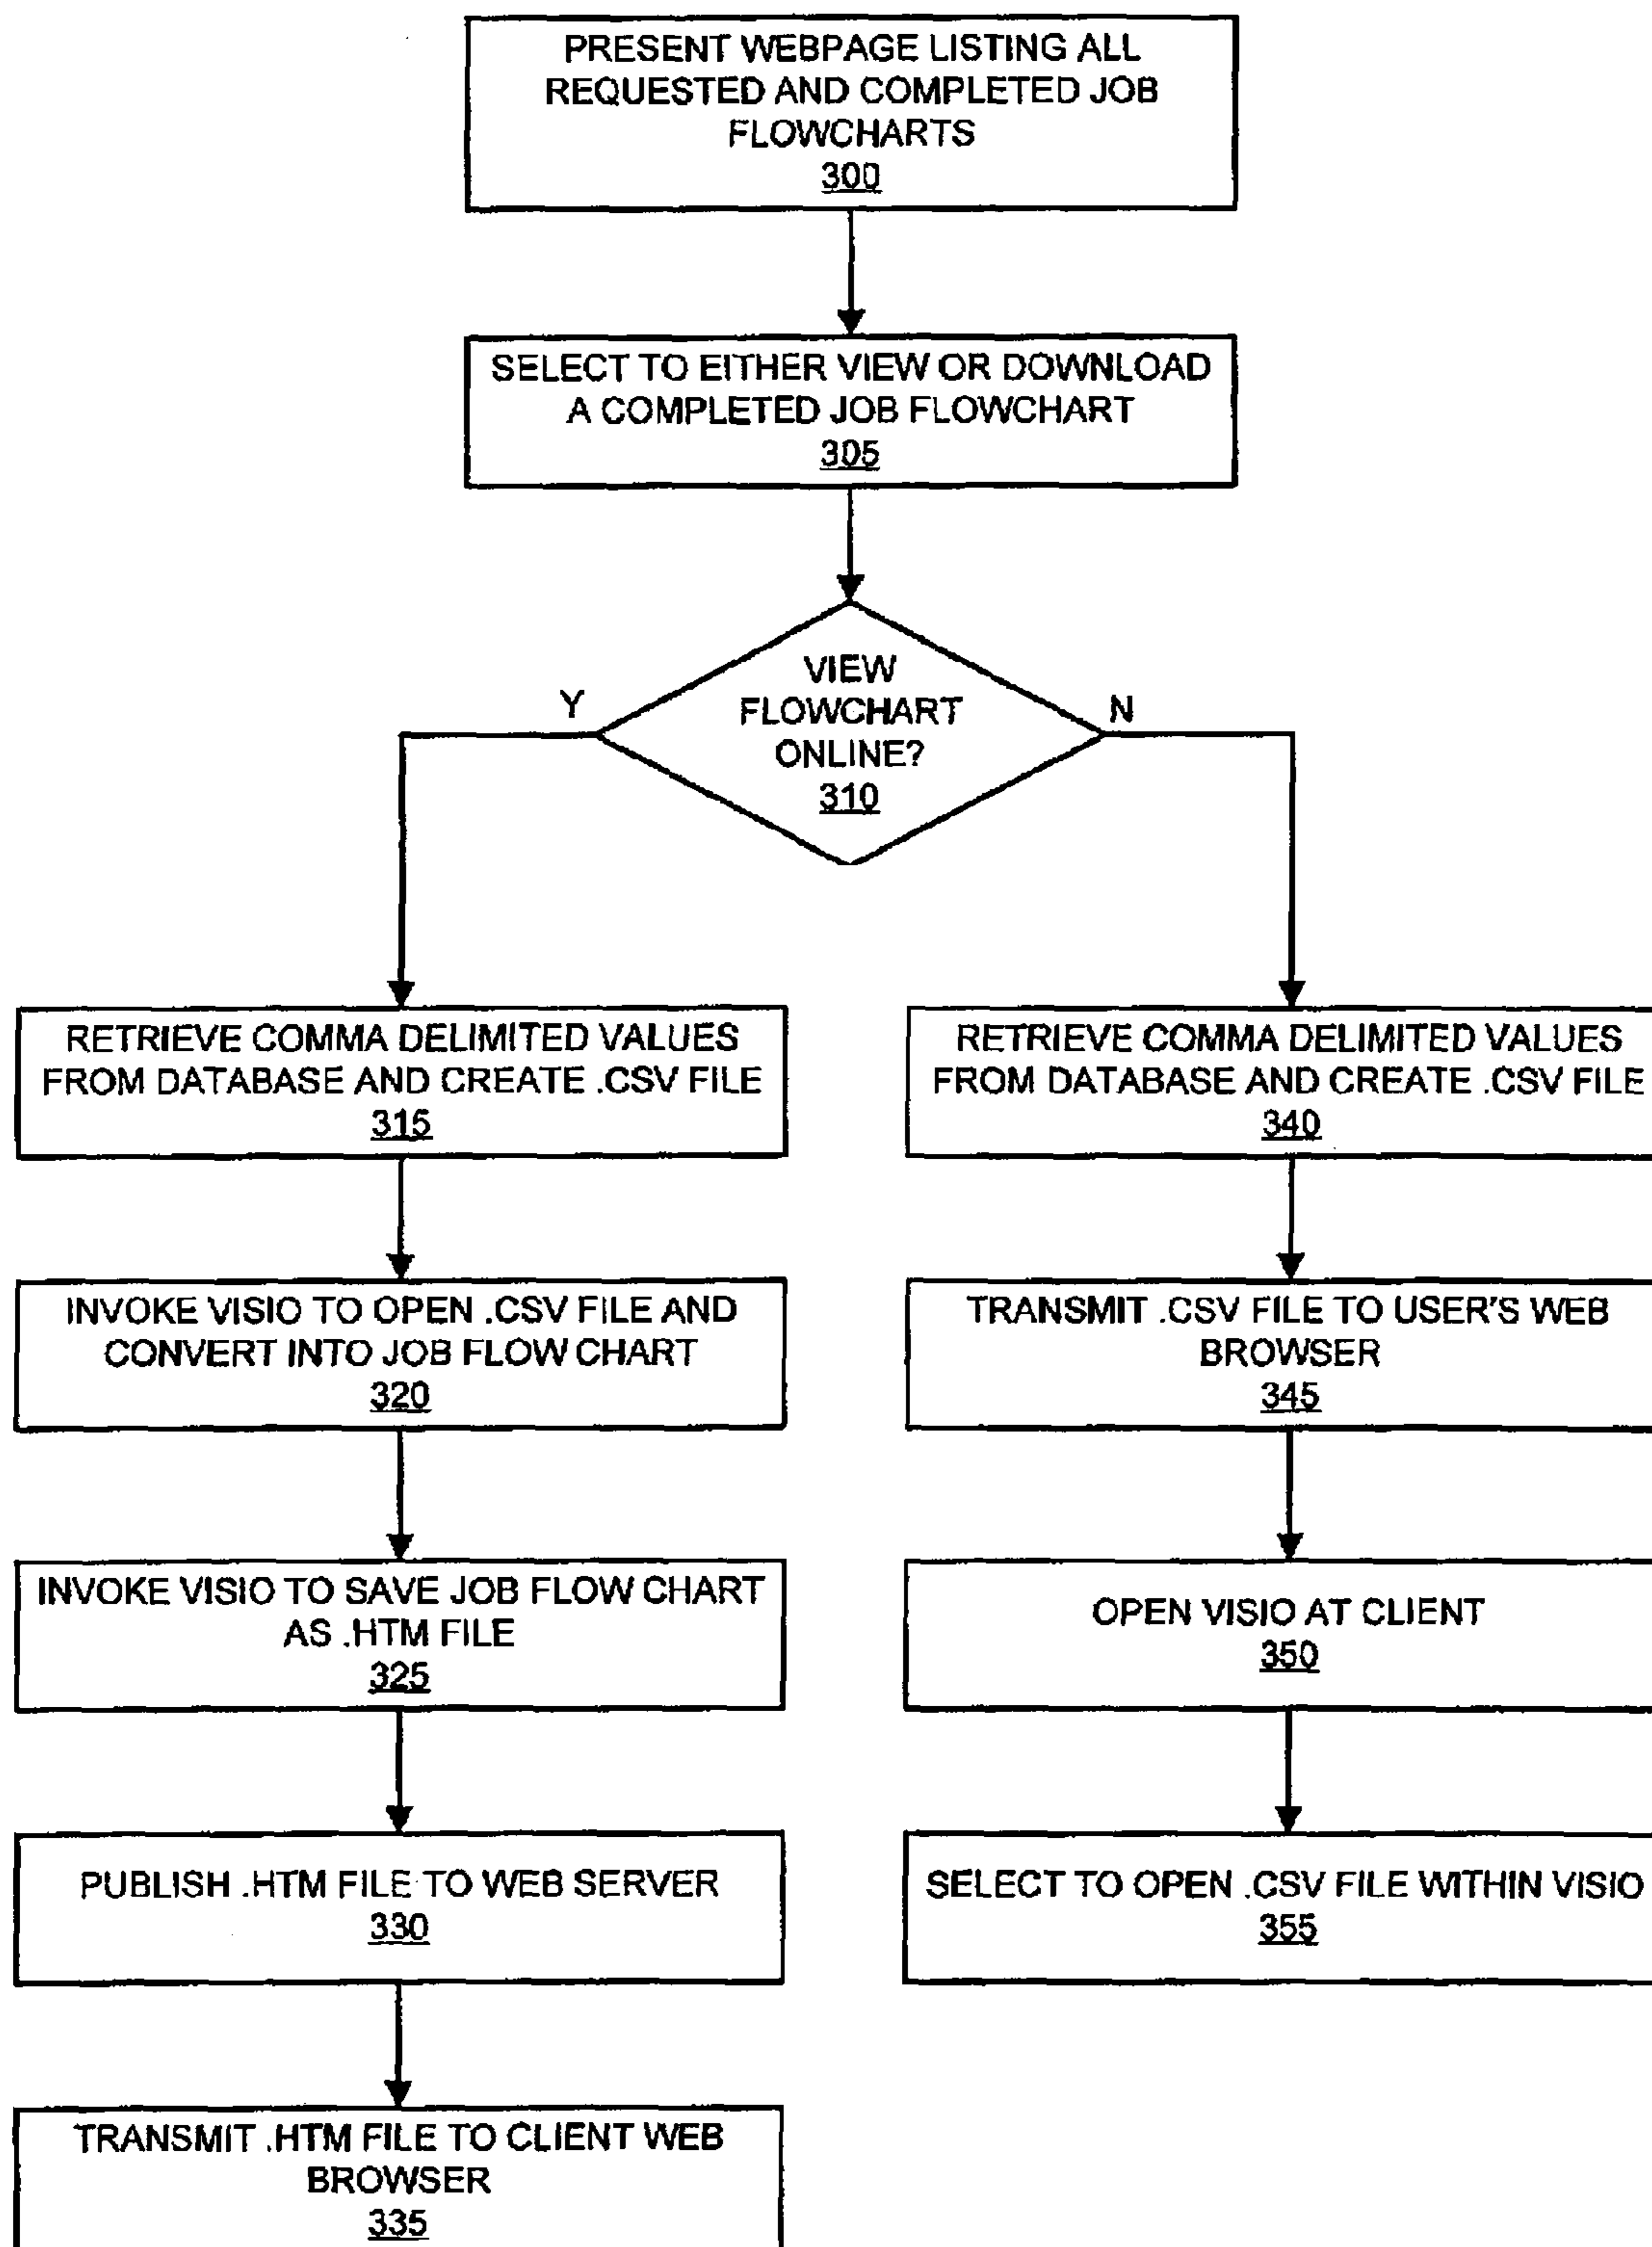 PRESENT WEBPAGE LISTING ALL
REQUESTED AND COMPLETED JOB
FLOWCHARTS
300
SELECT TO EITHER VIEW OR DOWNLOAD
A COMPLETED JOB FLOWCHART
305
VIEW
FLOWCHART
ONLINE?
310
Y
N
RETRIEVE COMMA DELIMITED VALUES
FROM DATABASE AND CREATE .CSV FILE
315
INVOKE VISIO TO OPEN .CSV FILE AND
CONVERT INTO JOB FLOW CHART
320
INVOKE VISIO TO SAVE JOB FLOW CHART
AS .HTM FILE
325
PUBLISH .HTM FILE TO WEB SERVER
330
TRANSMIT .HTM FILE TO CLIENT WEB
BROWSER
335
RETRIEVE COMMA DELIMITED VALUES
FROM DATABASE AND CREATE .CSV FILE
340
TRANSMIT .CSV FILE TO USER'S WEB
BROWSER
345
OPEN VISIO AT CLIENT
350
SELECT TO OPEN .CSV FILE WITHIN VISIO
355